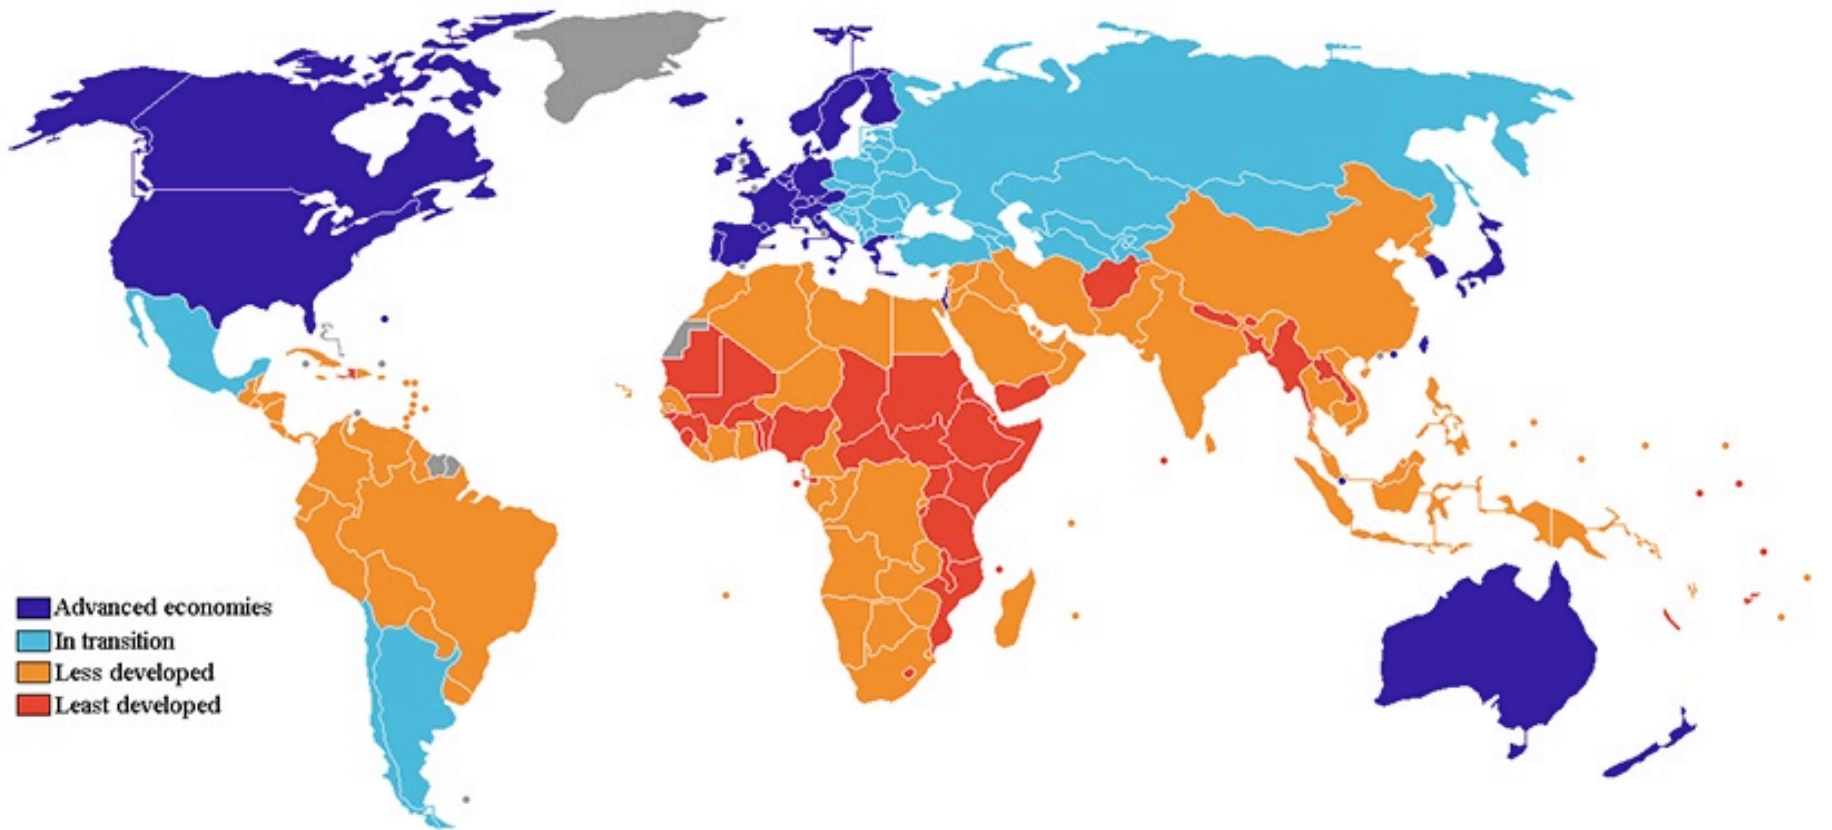 Advanced economies
In transition
Less developed
Least developed